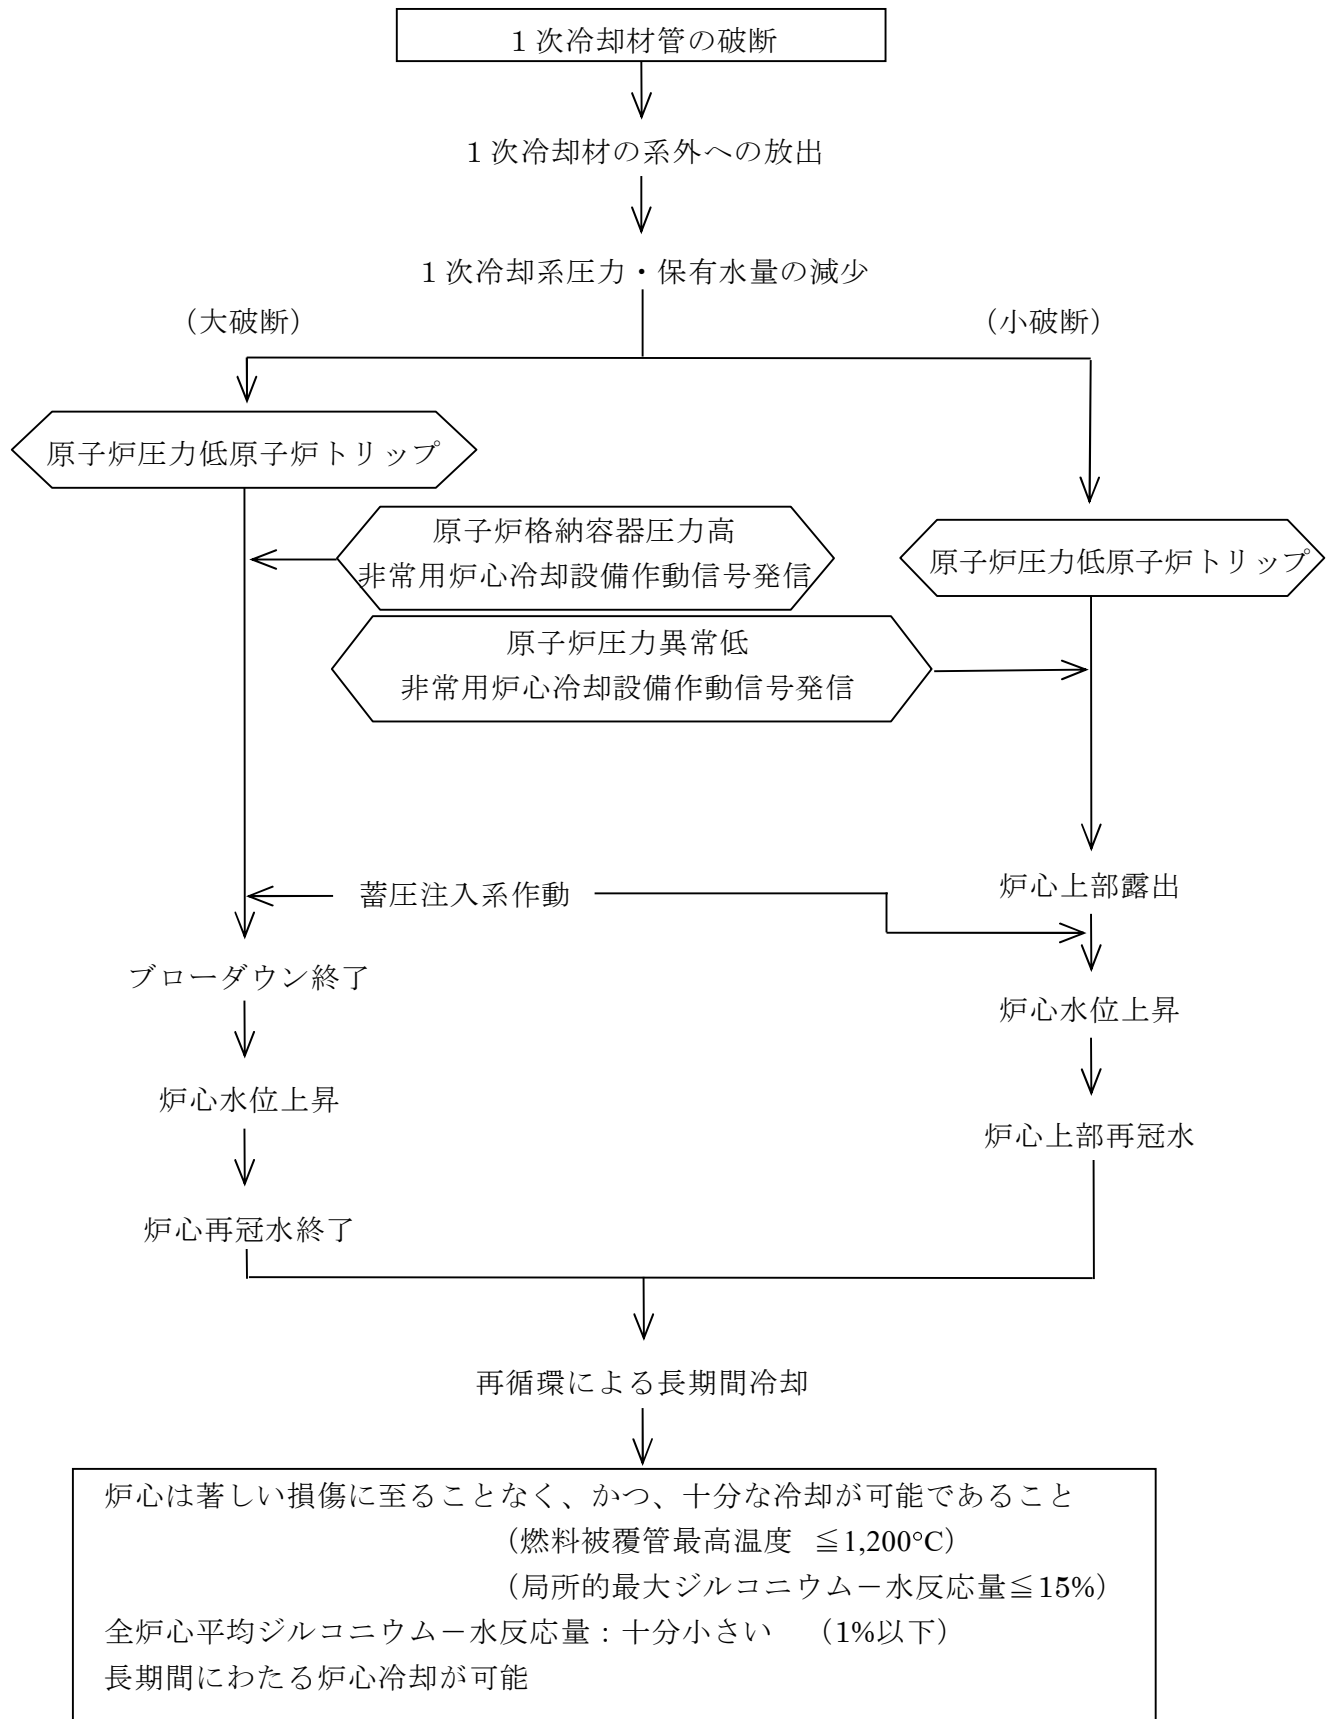 1次冷却材管の破断
1次冷却材の系外への放出
1次冷却系圧力・保有水量の減少
（大破断）
（小破断）
原子炉圧力低原子炉トリップ
原子炉格納容器圧力高
非常用炉心冷却設備作動信号発信
原子炉圧力低原子炉トリップ
原子炉圧力異常低
非常用炉心冷却設備作動信号発信
蓄圧注入系作動
炉心上部露出
ブローダウン終了
炉心水位上昇
炉心水位上昇
炉心上部再冠水
炉心再冠水終了
再循環による長期間冷却
炉心は著しい損傷に至ることなく、かつ、十分な冷却が可能であること
（燃料被覆管最高温度 ≦1,200°C）
（局所的最大ジルコニウム－水反応量≦15%）
全炉心平均ジルコニウム－水反応量：十分小さい （1%以下）
長期間にわたる炉心冷却が可能